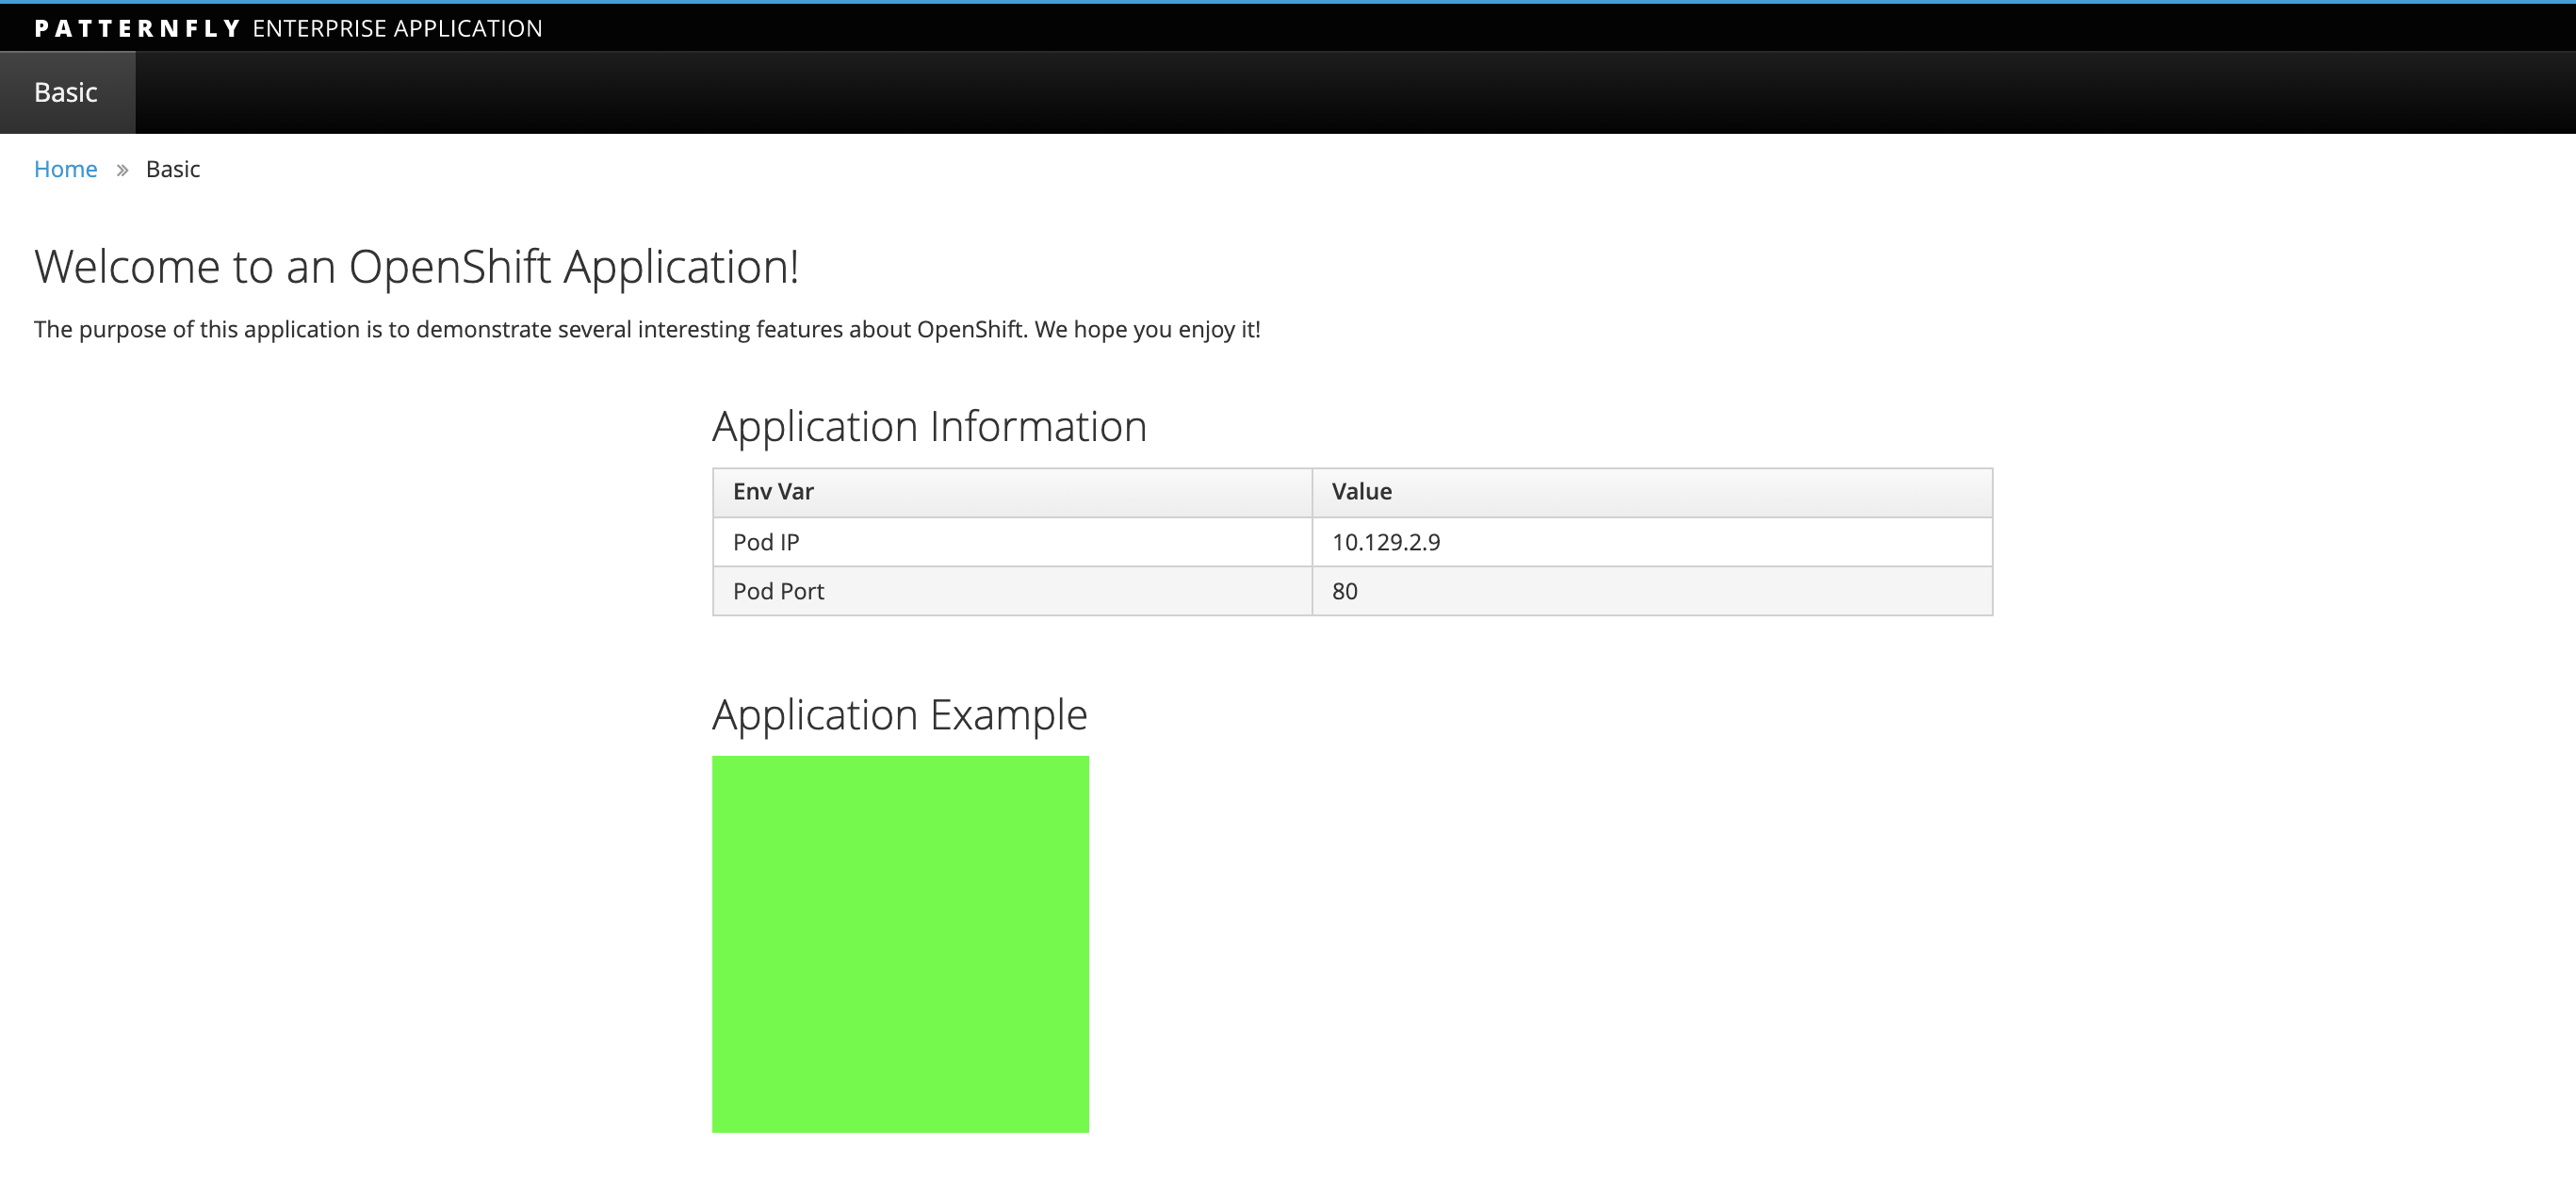 PATTERNFLY ENTERPRISE APPLICATION
Basic
Home » Basic
Welcome to an OpenShift Application!
The purpose of this application is to demonstrate several interesting features about OpenShift. We hope you enjoy it!
Application Information
Env Var Value
Pod IP 10.129.2.9
Pod Port 80
Application Example